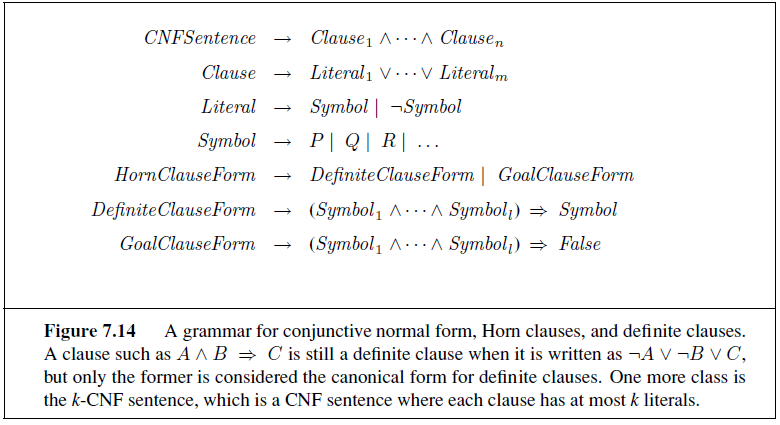 CNFSentence → Clause₁ ∧ ⋯ ∧ Clauseₙ
Clause → Literal₁ ∨ ⋯ ∨ Literalₘ
Literal → Symbol | ¬Symbol
Symbol → P | Q | R | ...
HornClauseForm → DefiniteClauseForm | GoalClauseForm
DefiniteClauseForm → (Symbol₁ ∧ ⋯ ∧ Symbolₗ) ⇒ Symbol
GoalClauseForm → (Symbol₁ ∧ ⋯ ∧ Symbolₗ) ⇒ False
Figure 7.14 A grammar for conjunctive normal form, Horn clauses, and definite clauses.
A clause such as A ∧ B ⇒ C is still a definite clause when it is written as ¬A ∨ ¬B ∨ C,
but only the former is considered the canonical form for definite clauses. One more class is
the k-CNF sentence, which is a CNF sentence where each clause has at most k literals.